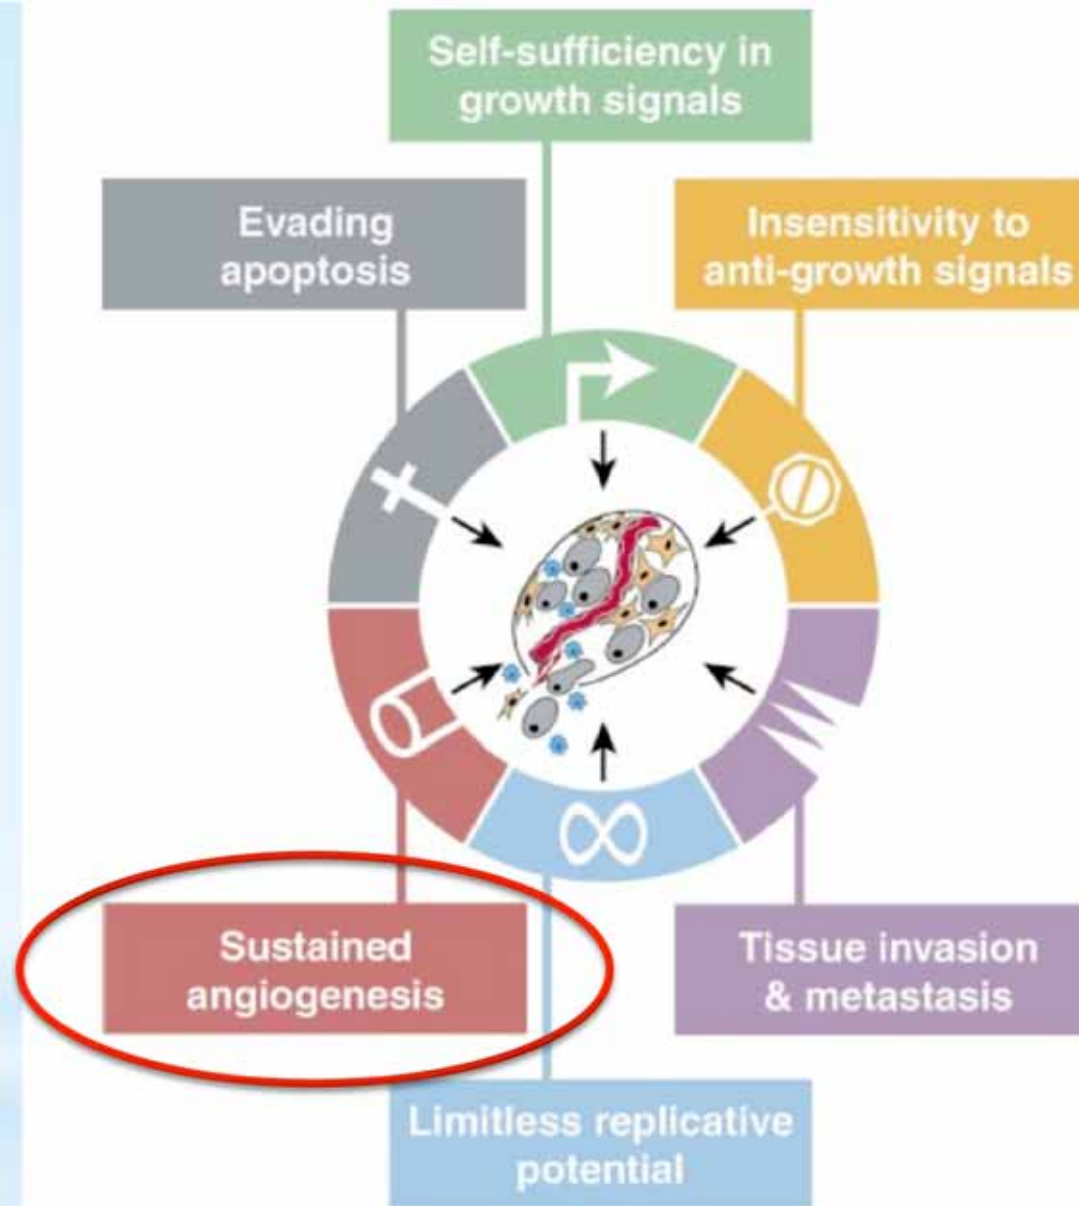 Self-sufficiency in
growth signals
Evading
apoptosis
Insensitivity to
anti-growth signals
Sustained
angiogenesis
Tissue invasion
& metastasis
Limitless replicative
potential